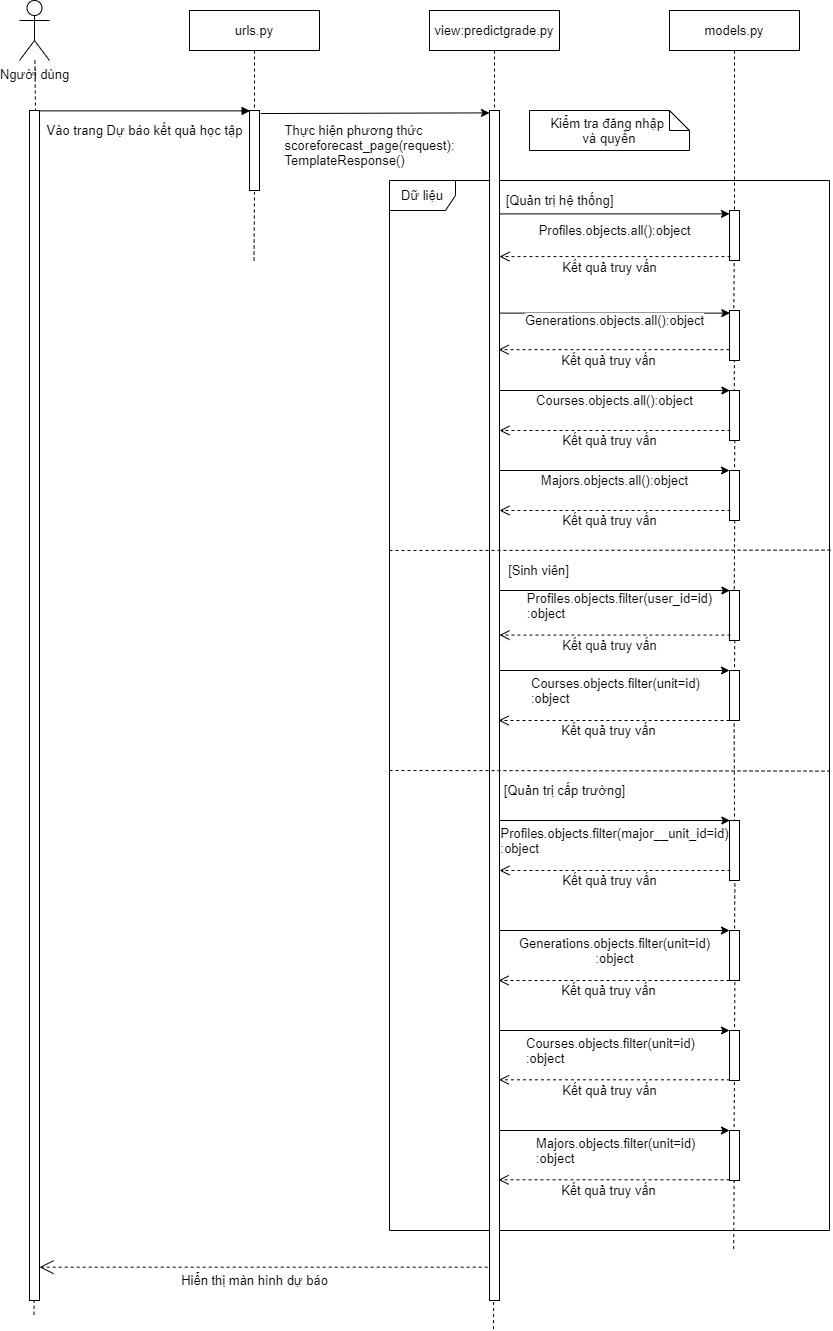 urls.py
view:predictgrade.py
models.py
Người dùng
Vào trang Dự báo kết quả học tập
Thực hiện phương thức
scoreforecast_page(request):
TemplateResponse()
Kiểm tra đăng nhập
và quyền
Dữ liệu
[Quản trị hệ thống]
Profiles.objects.all():object
Kết quả truy vấn
Generations.objects.all():object
Kết quả truy vấn
Courses.objects.all():object
Kết quả truy vấn
Majors.objects.all():object
Kết quả truy vấn
[Sinh viên]
Profiles.objects.filter(user_id=id)
:object
Kết quả truy vấn
Courses.objects.filter(unit=id)
:object
Kết quả truy vấn
[Quản trị cấp trường]
Profiles.objects.filter(major__unit_id=id)
:object
Kết quả truy vấn
Generations.objects.filter(unit=id)
:object
Kết quả truy vấn
Courses.objects.filter(unit=id)
:object
Kết quả truy vấn
Majors.objects.filter(unit=id)
:object
Kết quả truy vấn
Hiển thị màn hình dự báo